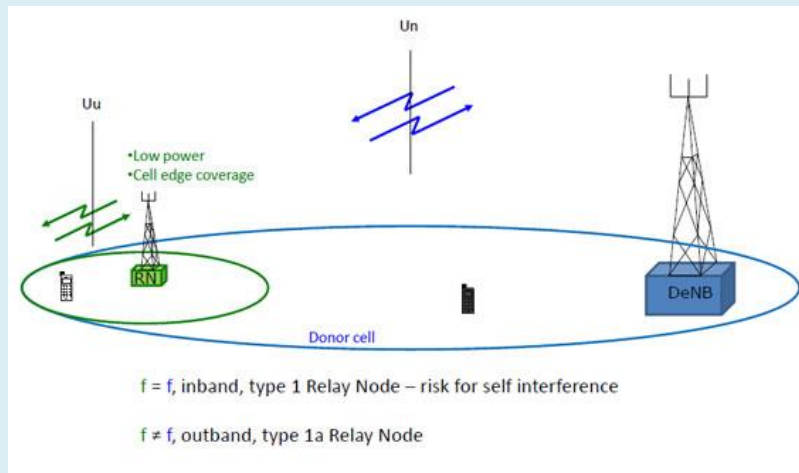 Un
Uu
•Low power
•Cell edge coverage
RN
DeNB
Donor cell
f = f, inband, type 1 Relay Node – risk for self interference
f ≠ f, outband, type 1a Relay Node